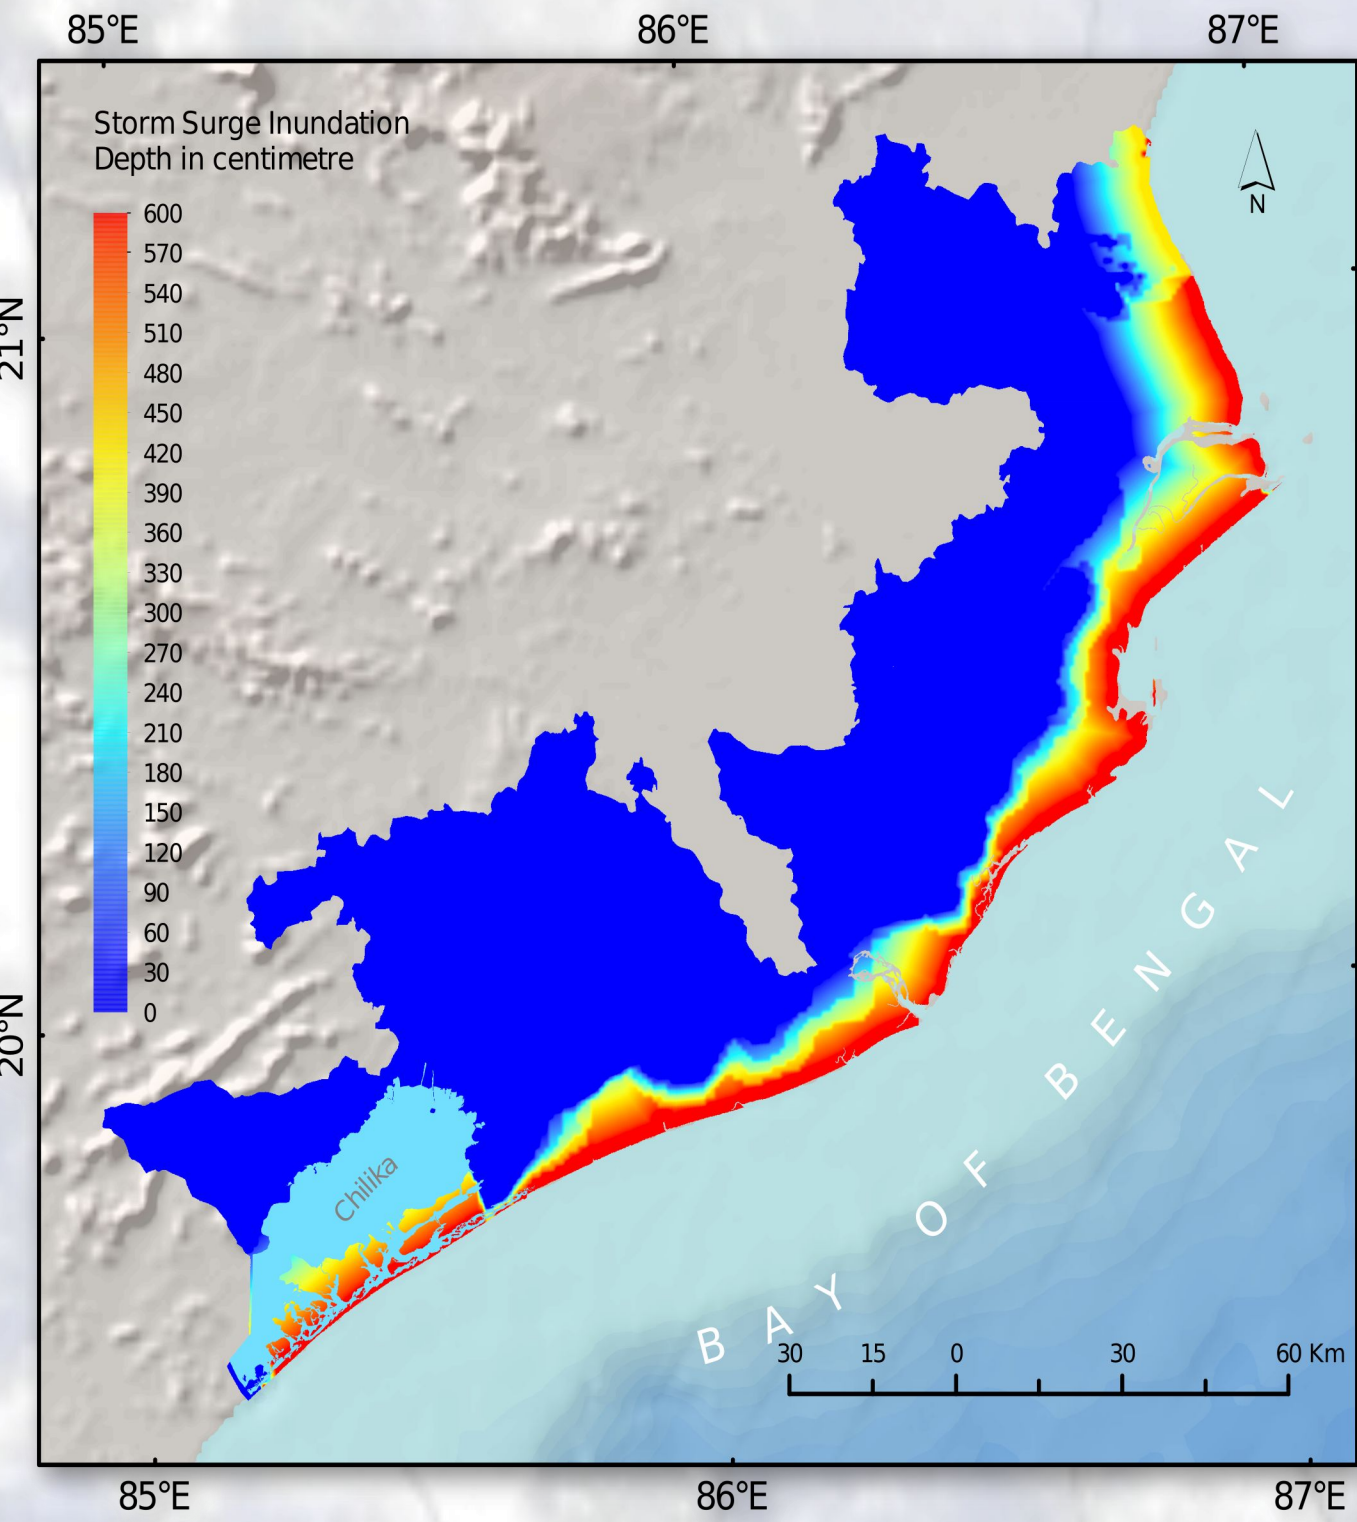 85°E 86°E 87°E
Storm Surge Inundation
Depth in centimetre
N
600
570
540
510
480
450
420
390
360
330
300
270
240
210
180
150
120
90
60
30
0
21°N
20°N
Chilika
BAY OF BENGAL
30 15 0 30 60 Km
85°E 86°E 87°E